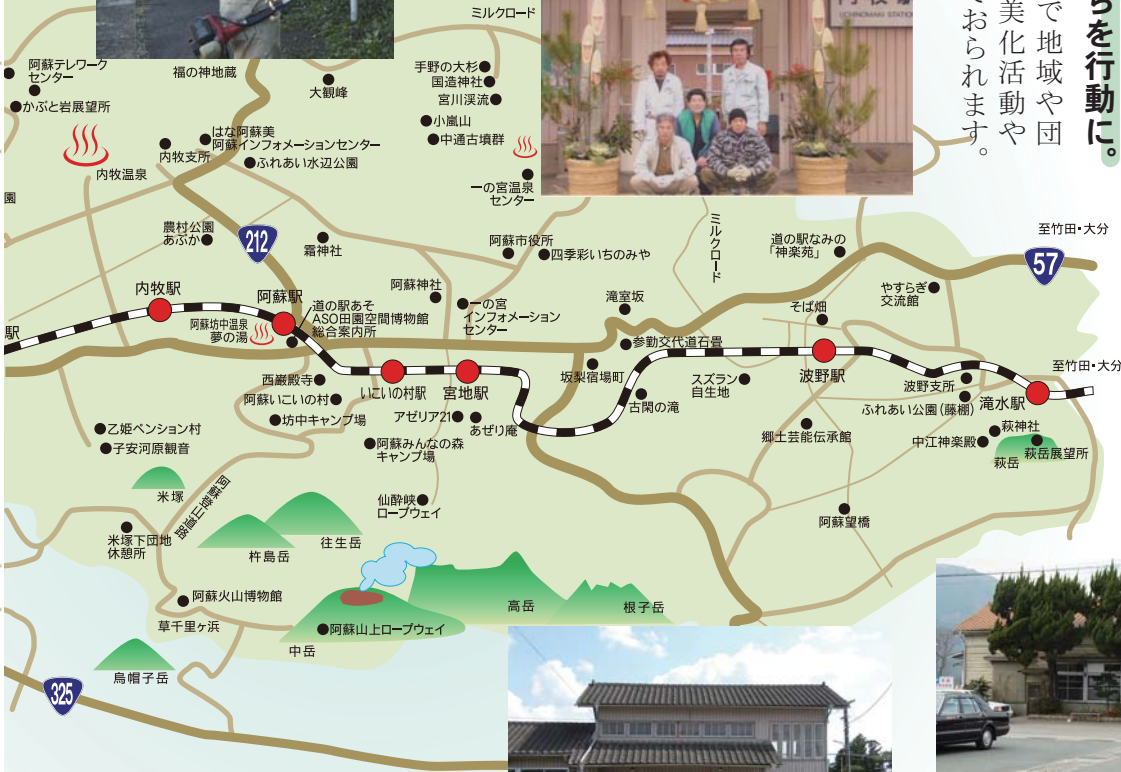 らを行動に。
で地域や団
美化活動や
ておられます。
UCHINOMAKI STATION
ミルクロード
阿蘇テレワーク
センター
かぶと岩展望所
福の神地蔵
大観峰
手野の大杉
国造神社
宮川渓流
小嵐山
中通古墳群
はな阿蘇美
阿蘇インフォメーションセンター
内牧支所
ふれあい水辺公園
内牧温泉
一の宮温泉
センター
園
農村公園
あぶか
212
霜神社
阿蘇市役所
四季彩いちのみや
ミルクロード
道の駅なみの
「神楽苑」
至竹田・大分
57
やすらぎ
交流館
内牧駅
阿蘇駅
阿蘇神社
一の宮
インフォメーション
センター
滝室坂
そば畑
駅
阿蘇坊中温泉
夢の湯
道の駅あそ
ASO田園空間博物館
総合案内所
参勤交代道石畳
至竹田・大分
西巌殿寺
いこいの村駅
宮地駅
坂梨宿場町
スズラン
自生地
波野駅
波野支所
滝水駅
阿蘇いこいの村
坊中キャンプ場
アゼリア21
あぜり庵
古閑の滝
ふれあい公園(藤棚)
乙姫ペンション村
子安河原観音
阿蘇みんなの森
キャンプ場
郷土芸能伝承館
中江神楽殿
萩神社
萩岳展望所
萩岳
米塚
阿蘇登山道路
仙酔峡
ロープウェイ
阿蘇望橋
米塚下団地
休憩所
杵島岳
往生岳
阿蘇火山博物館
草千里ヶ浜
高岳
根子岳
阿蘇山上ロープウェイ
中岳
烏帽子岳
325